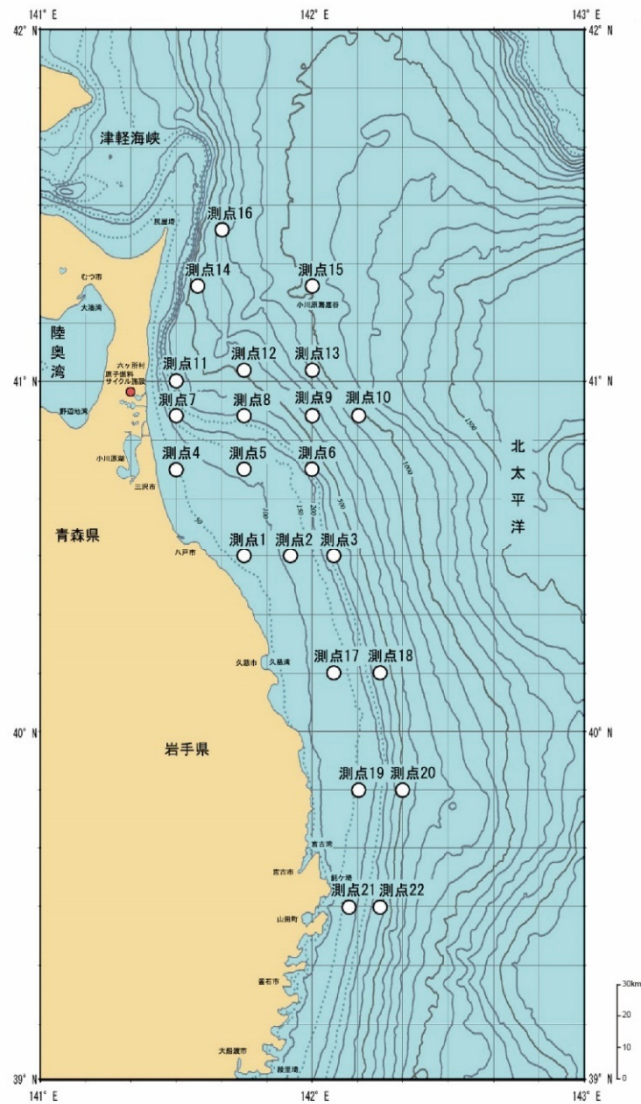 141° E
142° E
143° E
42° N
42° N
津軽海峡
測点16
尻屋埼
測点14
測点15
小川原海底谷
むつ市
大湊湾
陸奥湾
測点12
測点13
六ヶ所村
原子燃料
サイクル施設
測点11
41° N
41° N
測点7
測点8
測点9
測点10
野辺地湾
1500
北太平洋
1000
測点4
測点5
測点6
小川原湖
三沢市
500
200
150
100
50
青森県
測点1
測点2
測点3
八戸市
測点17
測点18
久慈市
久慈湾
40° N
40° N
岩手県
測点19
測点20
宮古湾
宮古市
魹ヶ埼
測点21
測点22
山田町
釜石市
30km
20
10
0
大船渡市
綾里埼
39° N
39° N
141° E
142° E
143° E